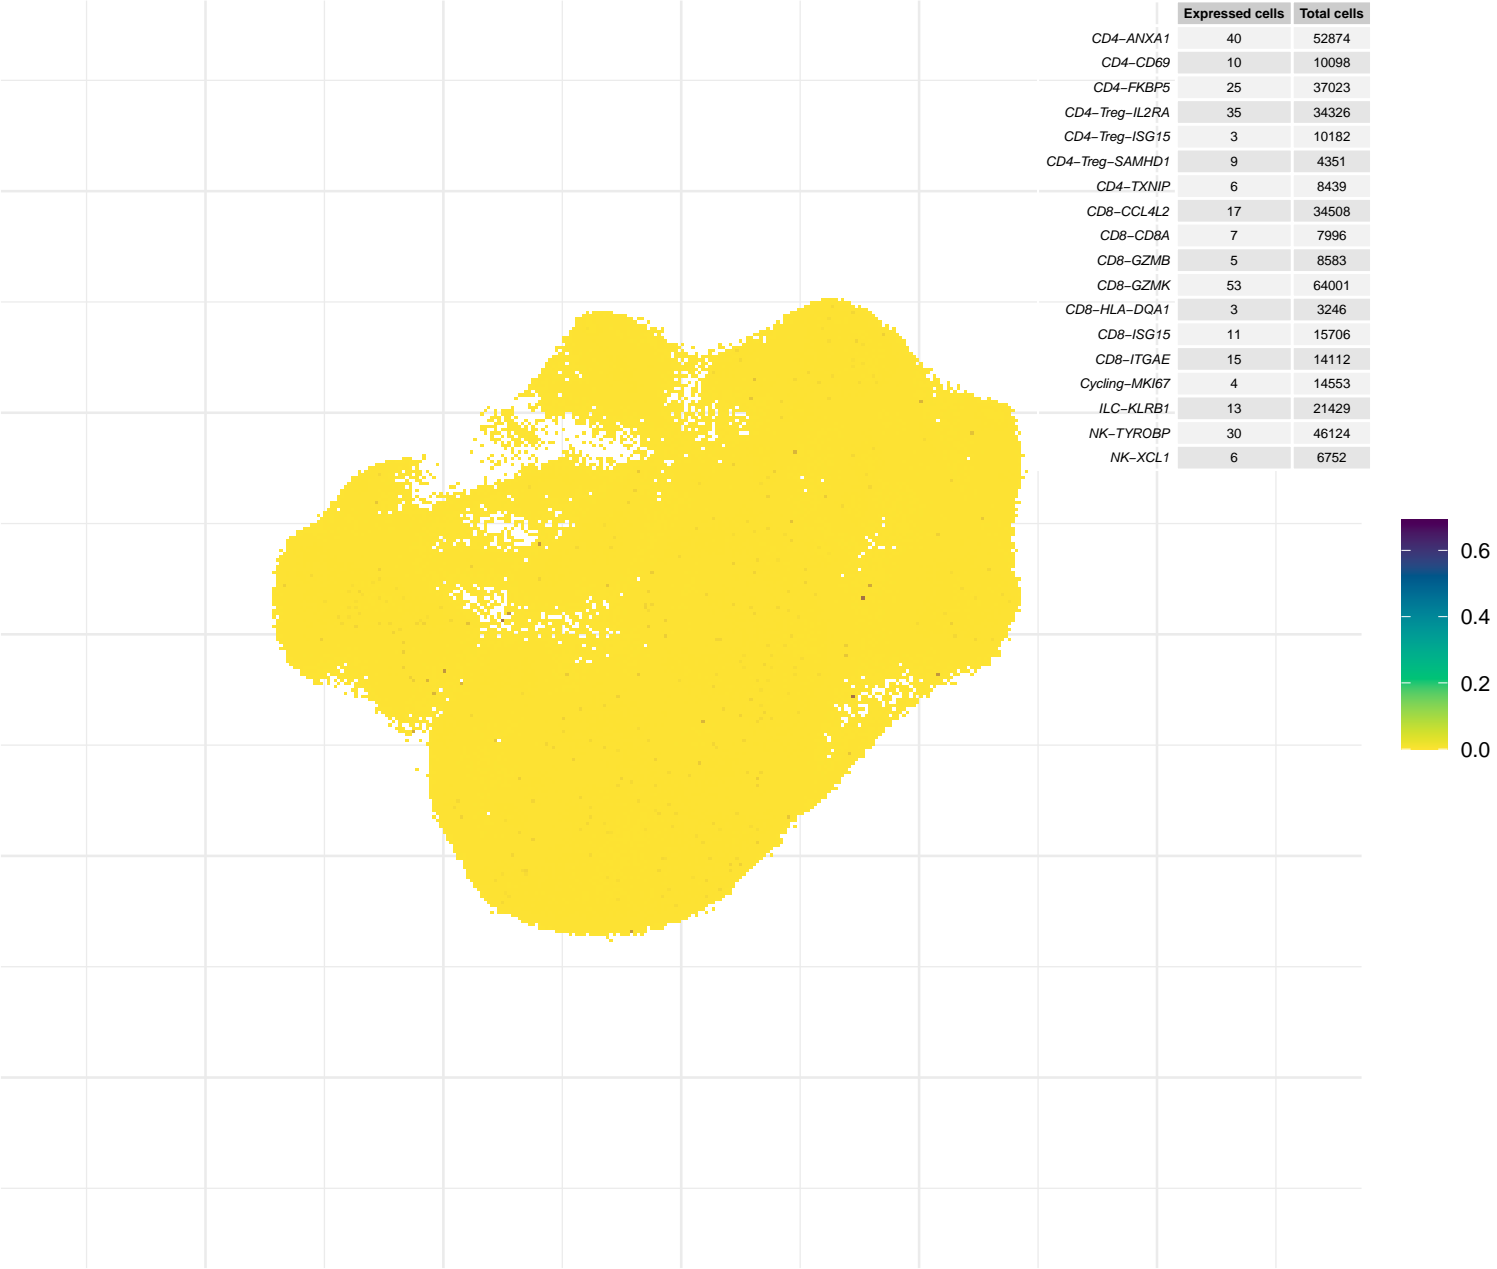 Expressed cells Total cells
CD4−ANXA1 40 52874
CD4−CD69 10 10098
CD4−FKBP5 25 37023
CD4−Treg−IL2RA 35 34326
CD4−Treg−ISG15 3 10182
CD4−Treg−SAMHD1 9 4351
CD4−TXNIP 6 8439
CD8−CCL4L2 17 34508
CD8−CD8A 7 7996
CD8−GZMB 5 8583
CD8−GZMK 53 64001
CD8−HLA−DQA1 3 3246
CD8−ISG15 11 15706
CD8−ITGAE 15 14112
Cycling−MKI67 4 14553
ILC−KLRB1 13 21429
NK−TYROBP 30 46124
NK−XCL1 6 6752
0.6
0.4
0.2
0.0